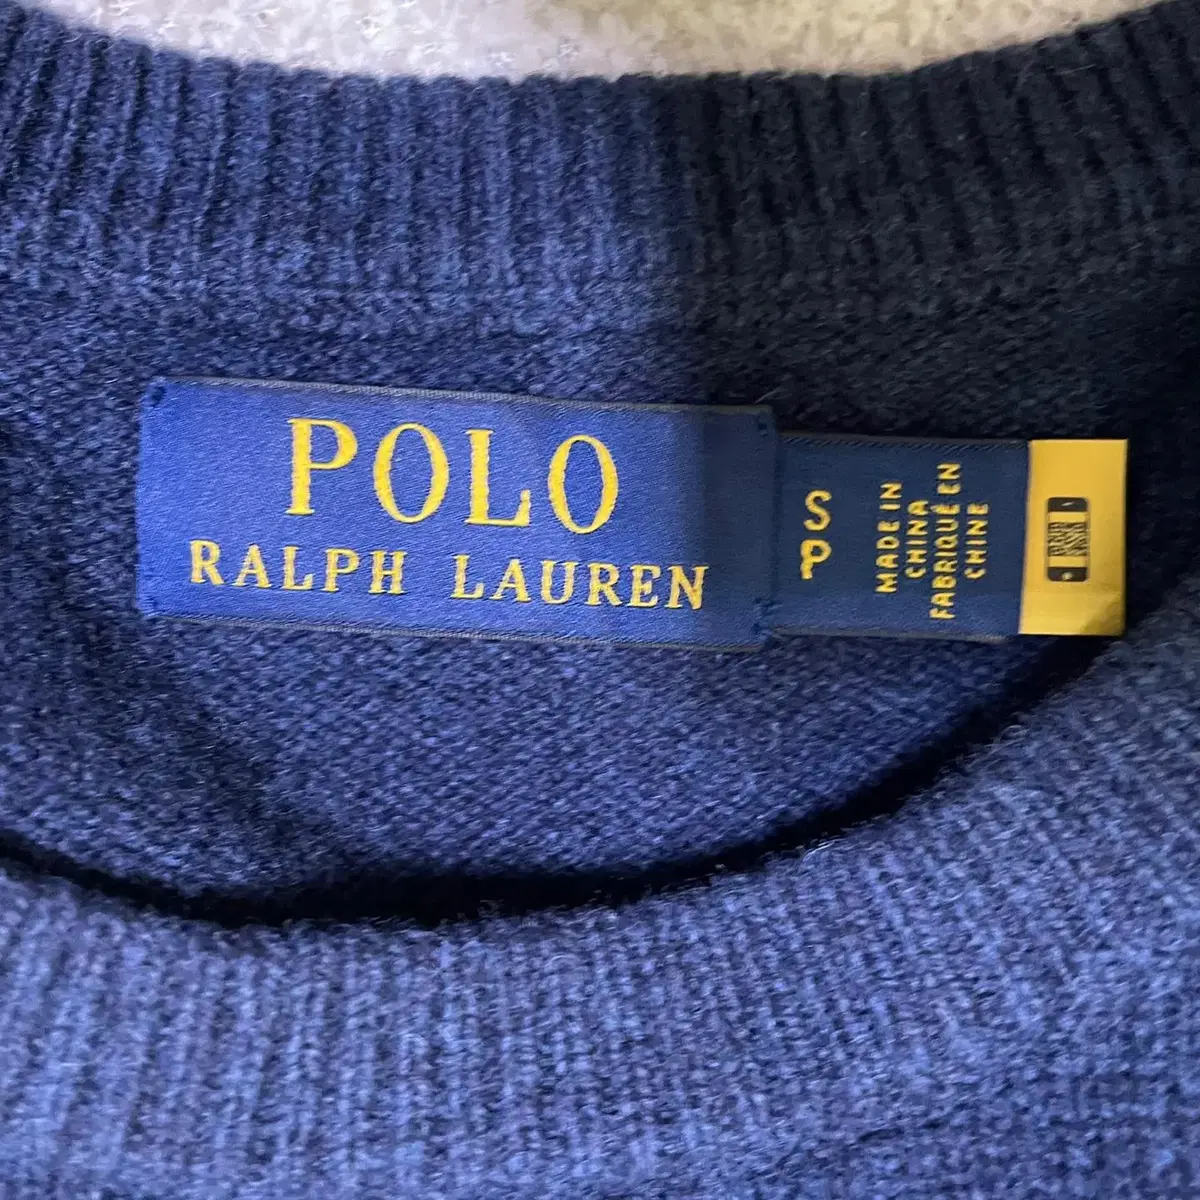 POLO
RALPH LAUREN
S
P
MADE IN
CHINA
FABRIQUÉ EN
CHINE